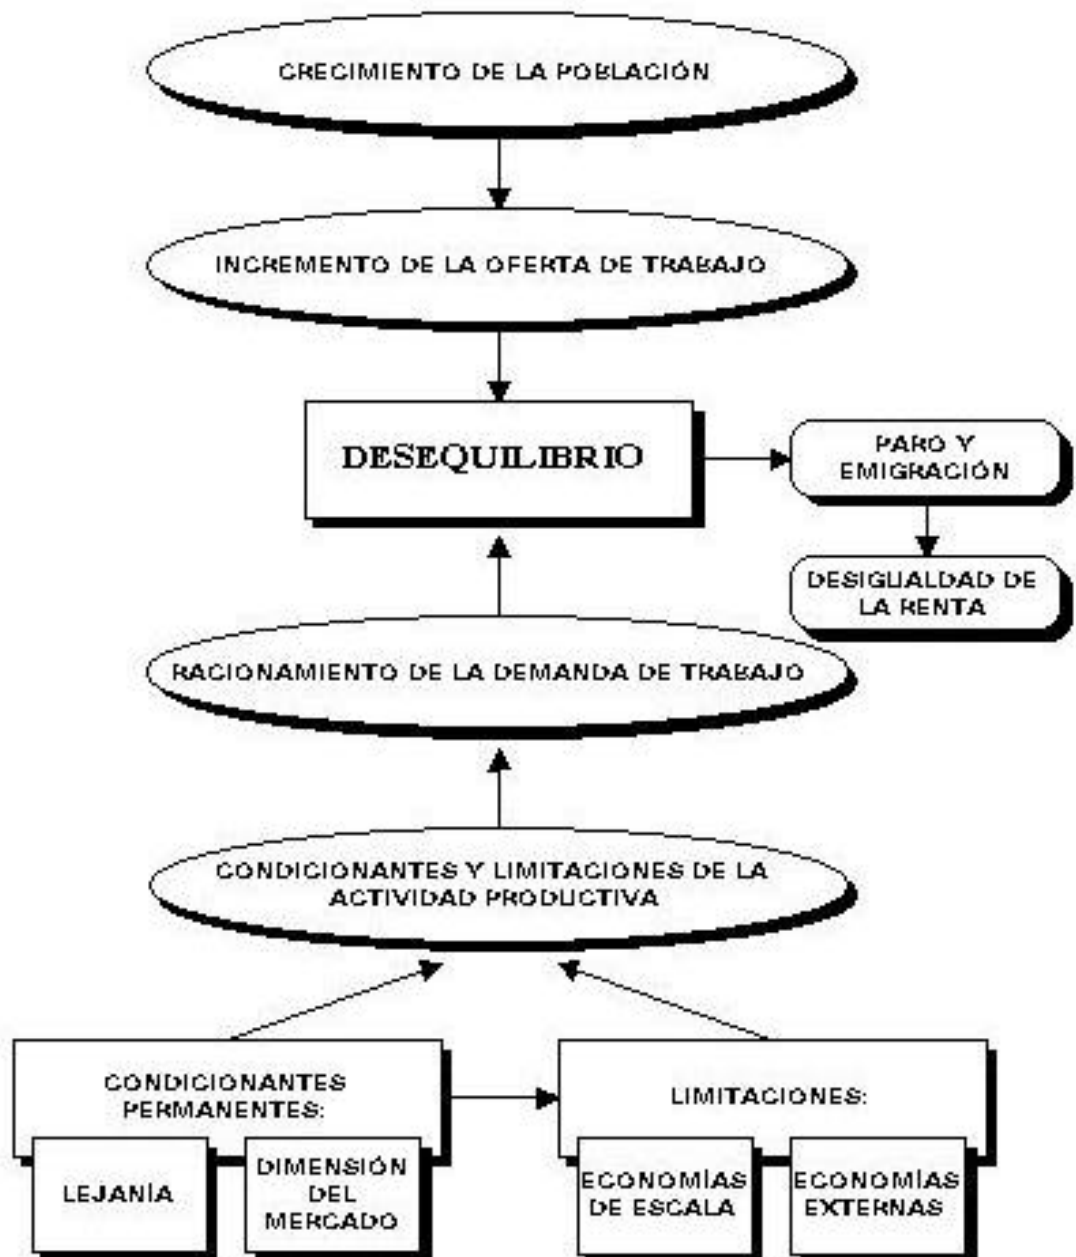 CRECIMIENTO DE LA POBLACIÓN
INCREMENTO DE LA OFERTA DE TRABAJO
DESEQUILIBRIO
PARO Y
EMIGRACIÓN
DESIGUALDAD DE
LA RENTA
RACIONAMIENTO DE LA DEMANDA DE TRABAJO
CONDICIONANTES Y LIMITACIONES DE LA
ACTIVIDAD PRODUCTIVA
CONDICIONANTES
PERMANENTES:
LEJANÍA
DIMENSIÓN
DEL
MERCADO
LIMITACIONES:
ECONOMÍAS
DE ESCALA
ECONOMÍAS
EXTERNAS